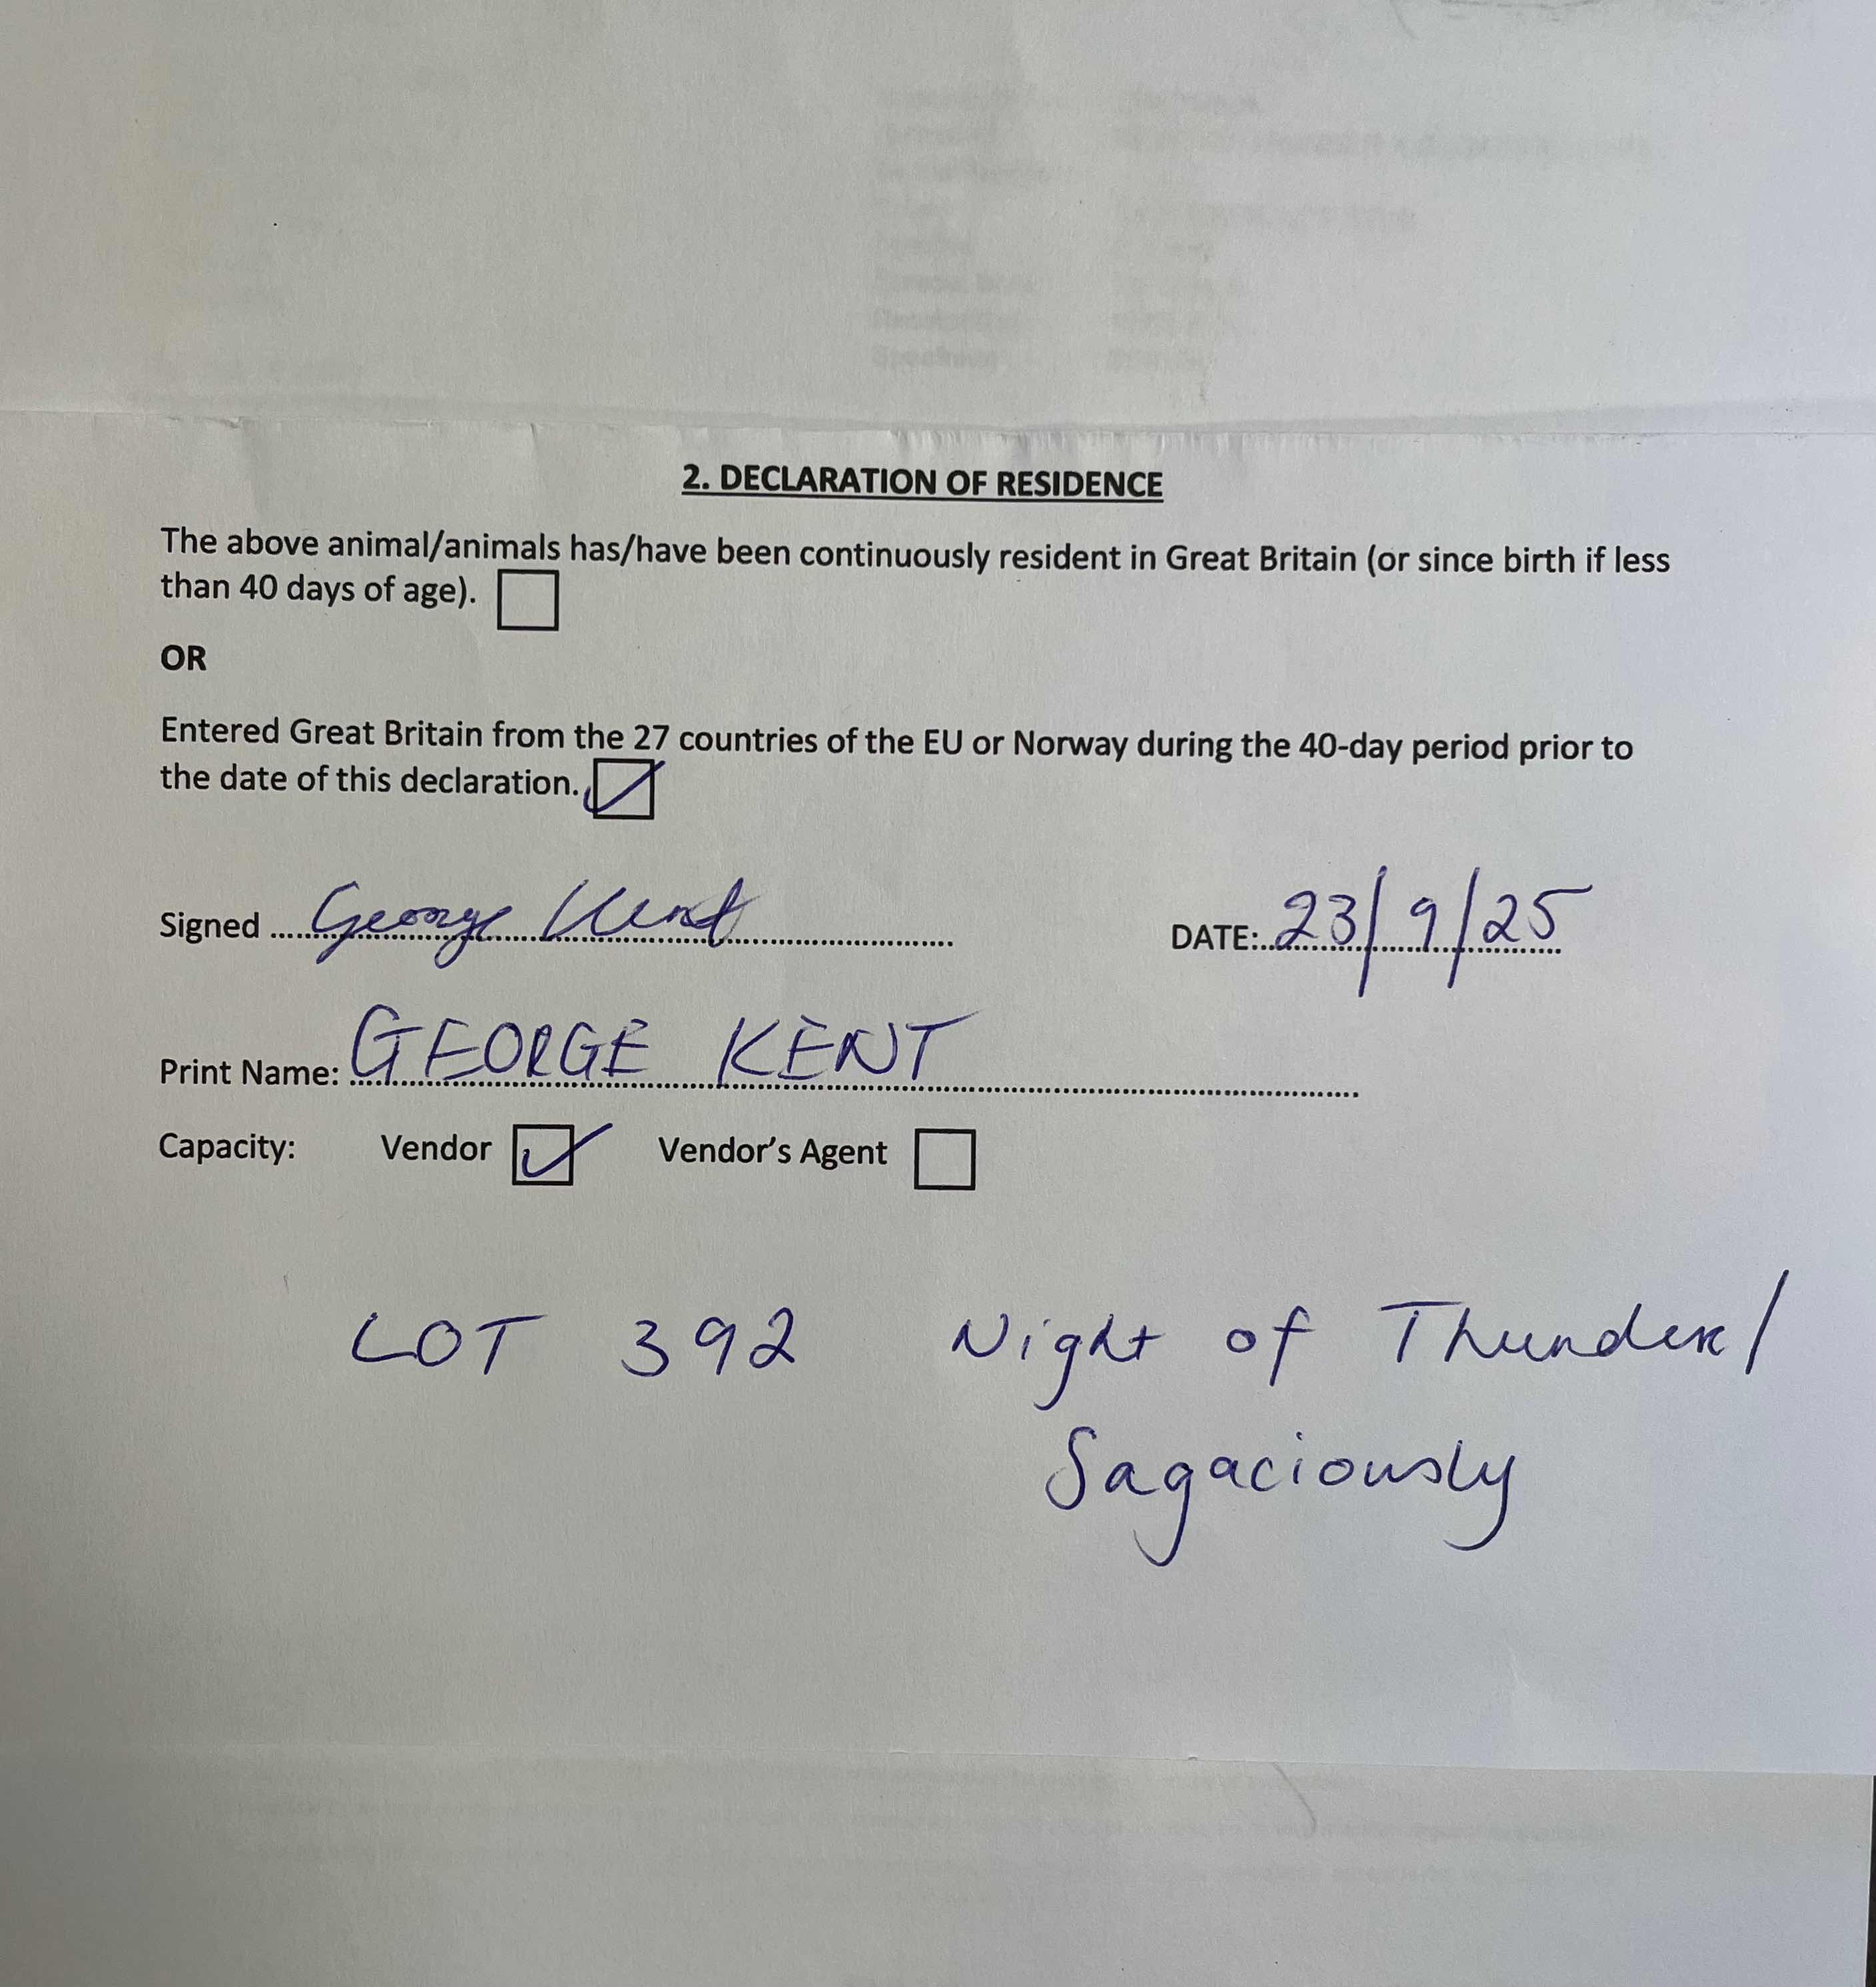 2. DECLARATION OF RESIDENCE
The above animal/animals has/have been continuously resident in Great Britain (or since birth if less
than 40 days of age).
OR
Entered Great Britain from the 27 countries of the EU or Norway during the 40-day period prior to
the date of this declaration.
Signed ....George Kent.... DATE:..23/9/25
Print Name: GEORGE KENT
Capacity: Vendor Vendor's Agent
LOT 392 Night of Thunder/
Sagaciously